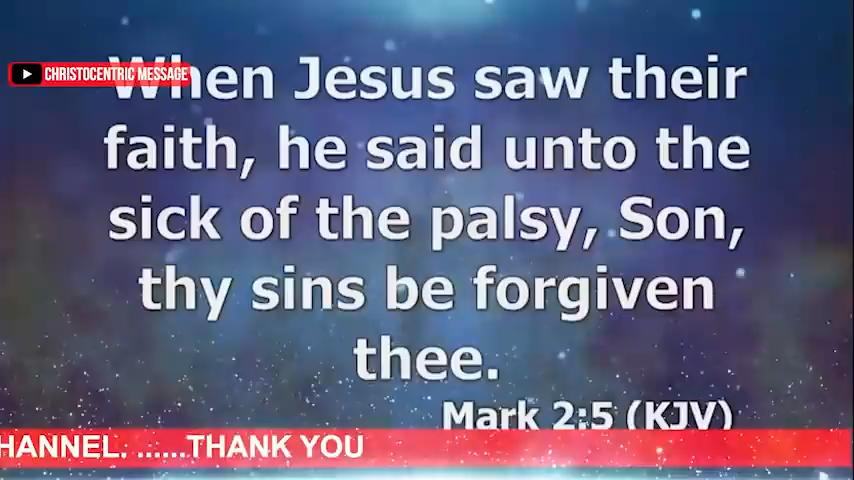 CHRISTOCENTRIC MESSAGE
When Jesus saw their
faith, he said unto the
sick of the palsy, Son,
thy sins be forgiven
thee.
Mark 2:5 (KJV)
HANNEL. ......THANK YOU